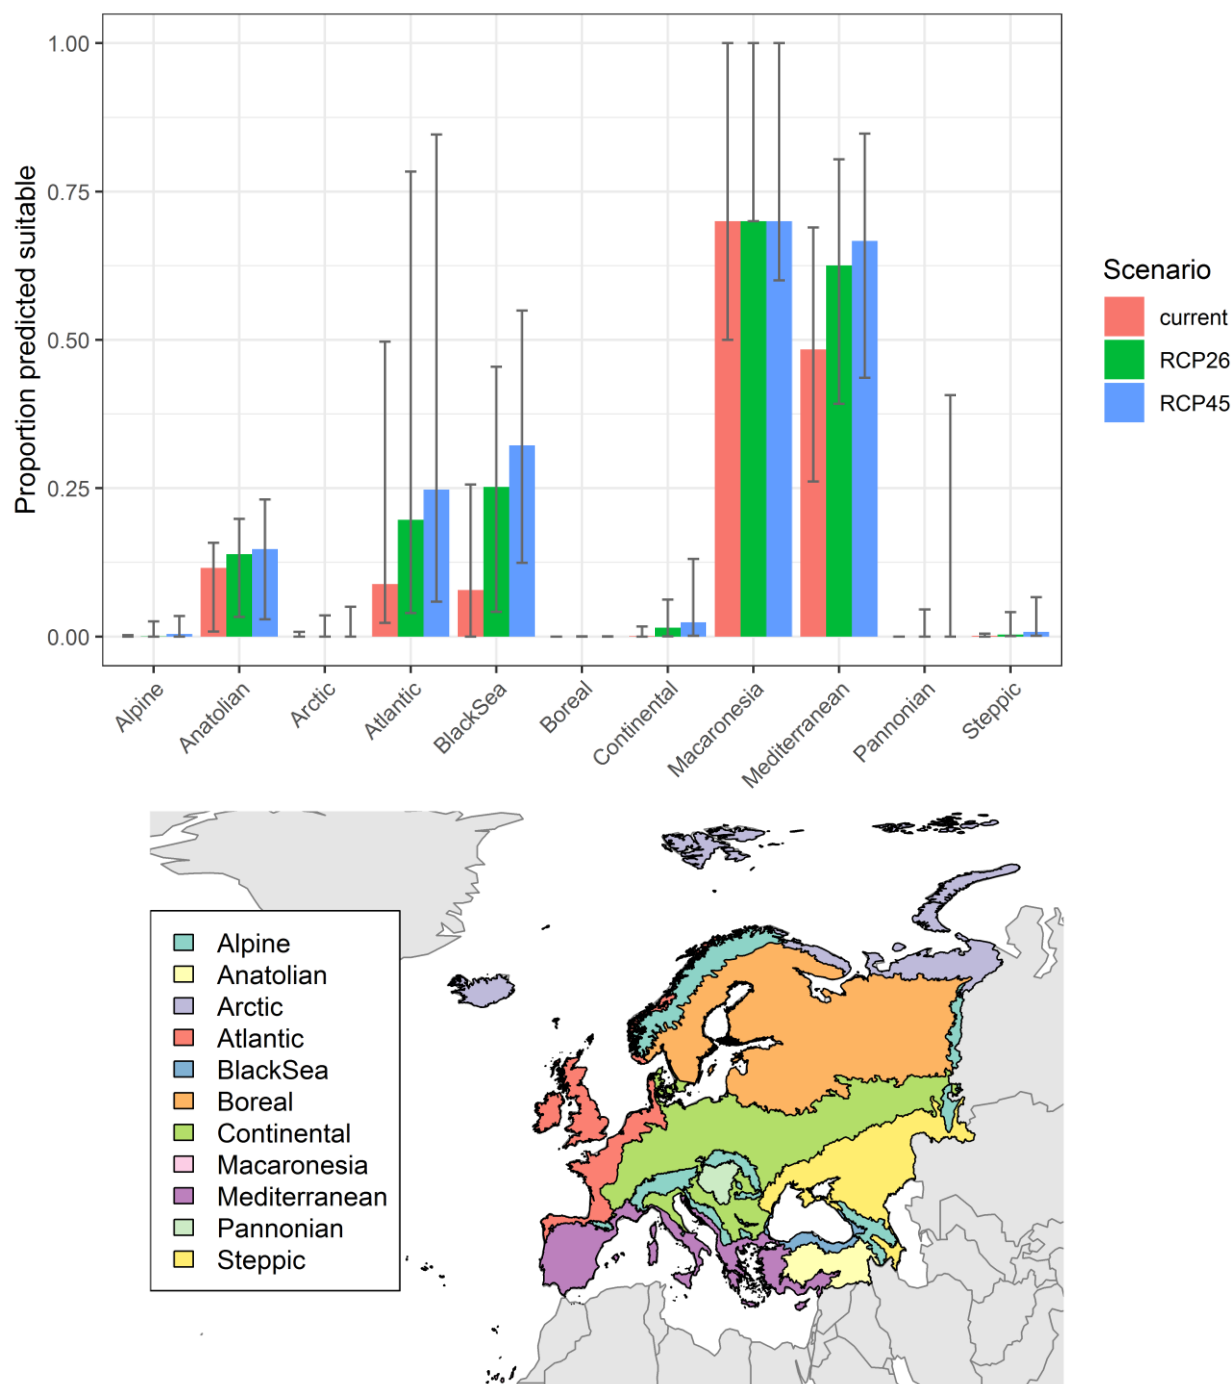 1.00
0.75
0.50
0.25
0.00
Proportion predicted suitable
Alpine
Anatolian
Arctic
Atlantic
BlackSea
Boreal
Continental
Macaronesia
Mediterranean
Pannonian
Steppic
Scenario
current
RCP26
RCP45
Alpine
Anatolian
Arctic
Atlantic
BlackSea
Boreal
Continental
Macaronesia
Mediterranean
Pannonian
Steppic